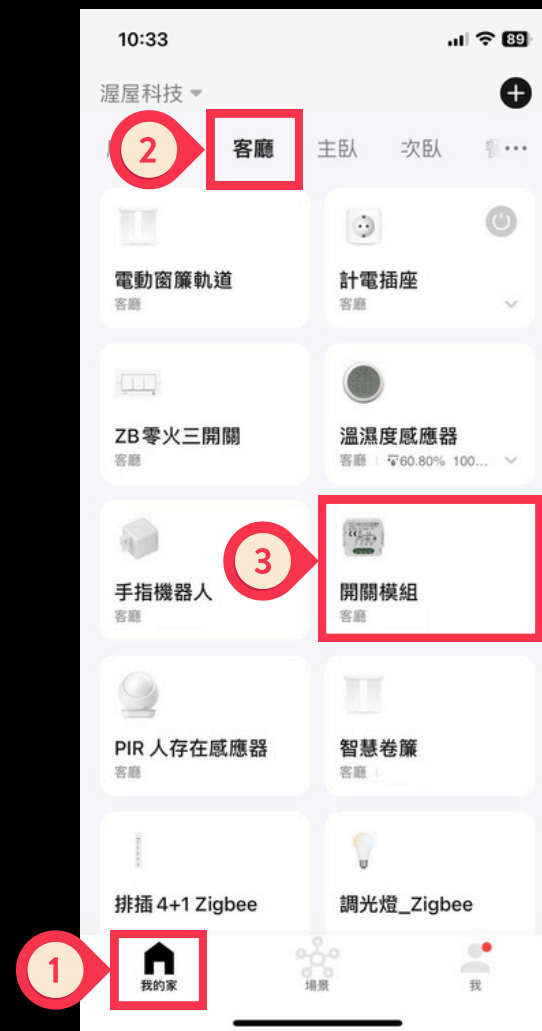 10:33
89
渥屋科技
2
客廳
主臥
次臥
電動窗簾軌道
客廳
計電插座
客廳
ZB零火三開關
客廳
溫濕度感應器
客廳
60.80% 100...
3
手指機器人
客廳
開關模組
客廳
PIR 人存在感應器
客廳
智慧卷簾
客廳
排插 4+1 Zigbee
調光燈_Zigbee
1
我的家
場景
我